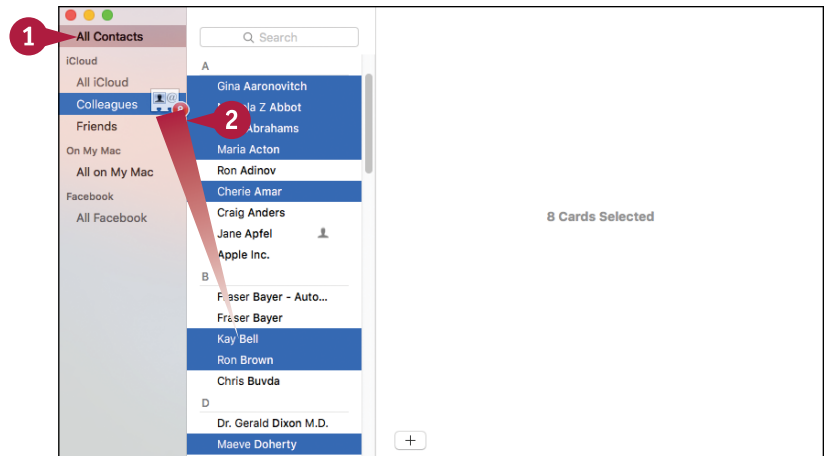 1
All Contacts
Search
iCloud
All iCloud
Colleagues
Friends
On My Mac
All on My Mac
Facebook
All Facebook
2
A
Gina Aaronovitch
Z Abbot
Abrahams
Maria Acton
Ron Adinov
Cherie Amar
Craig Anders
Jane Apfel
Apple Inc.
B
Fraser Bayer - Auto...
Fraser Bayer
Kay Bell
Ron Brown
Chris Buvda
D
Dr. Gerald Dixon M.D.
Maeve Doherty
8 Cards Selected
+